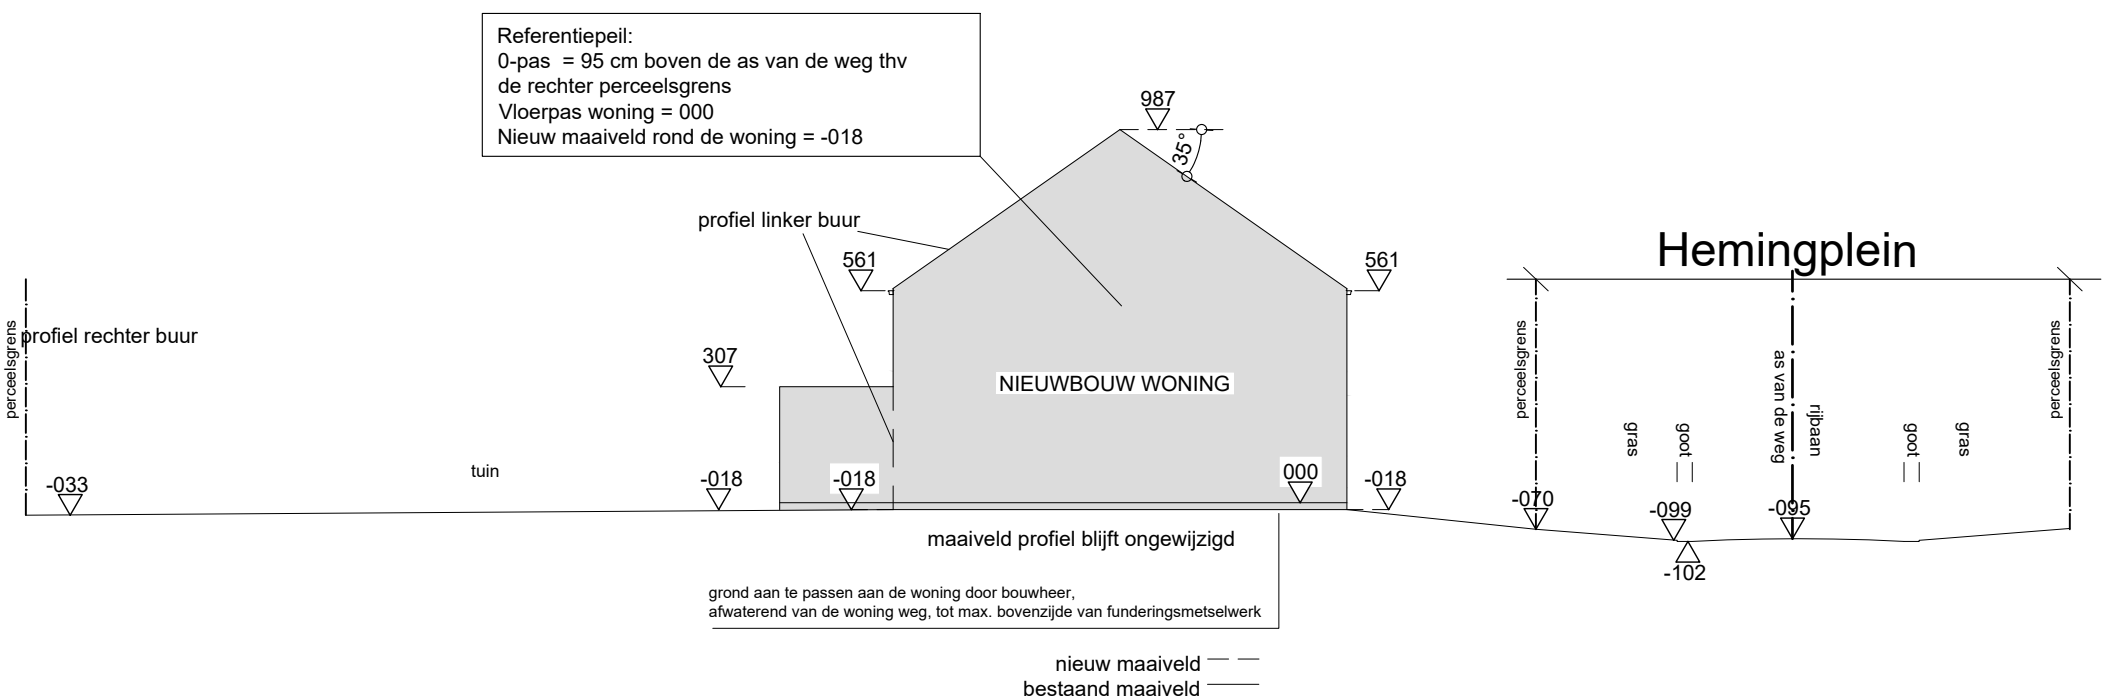 Referentiepeil:
0-pas = 95 cm boven de as van de weg thv
de rechter perceelsgrens
Vloerpas woning = 000
Nieuw maaiveld rond de woning = -018
987
35°
profiel linker buur
561
561
Hemingplein
perceelsgrens
profiel rechter buur
307
NIEUWBOUW WONING
perceelsgrens
gras
goot
as van de weg
rijbaan
goot
gras
perceelsgrens
-033
tuin
-018
-018
000
-018
-070
-099
-095
-102
maaiveld profiel blijft ongewijzigd
grond aan te passen aan de woning door bouwheer,
afwaterend van de woning weg, tot max. bovenzijde van funderingsmetselwerk
nieuw maaiveld
bestaand maaiveld